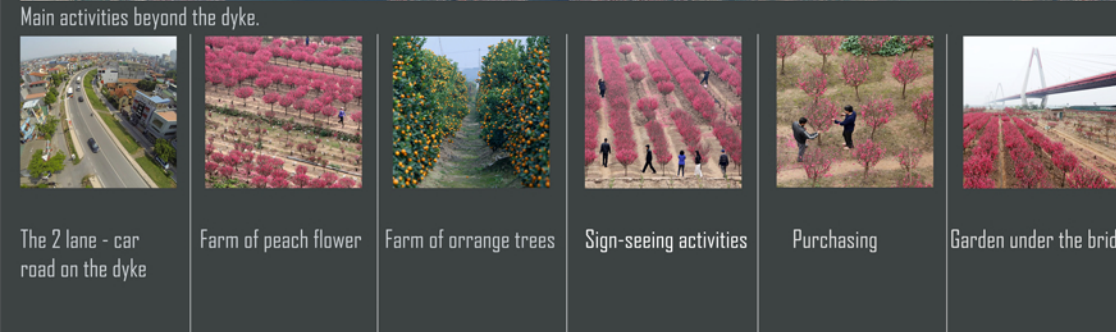 Main activities beyond the dyke.
The 2 lane - car
road on the dyke
Farm of peach flower
Farm of orrange trees
Sign-seeing activities
Purchasing
Garden under the